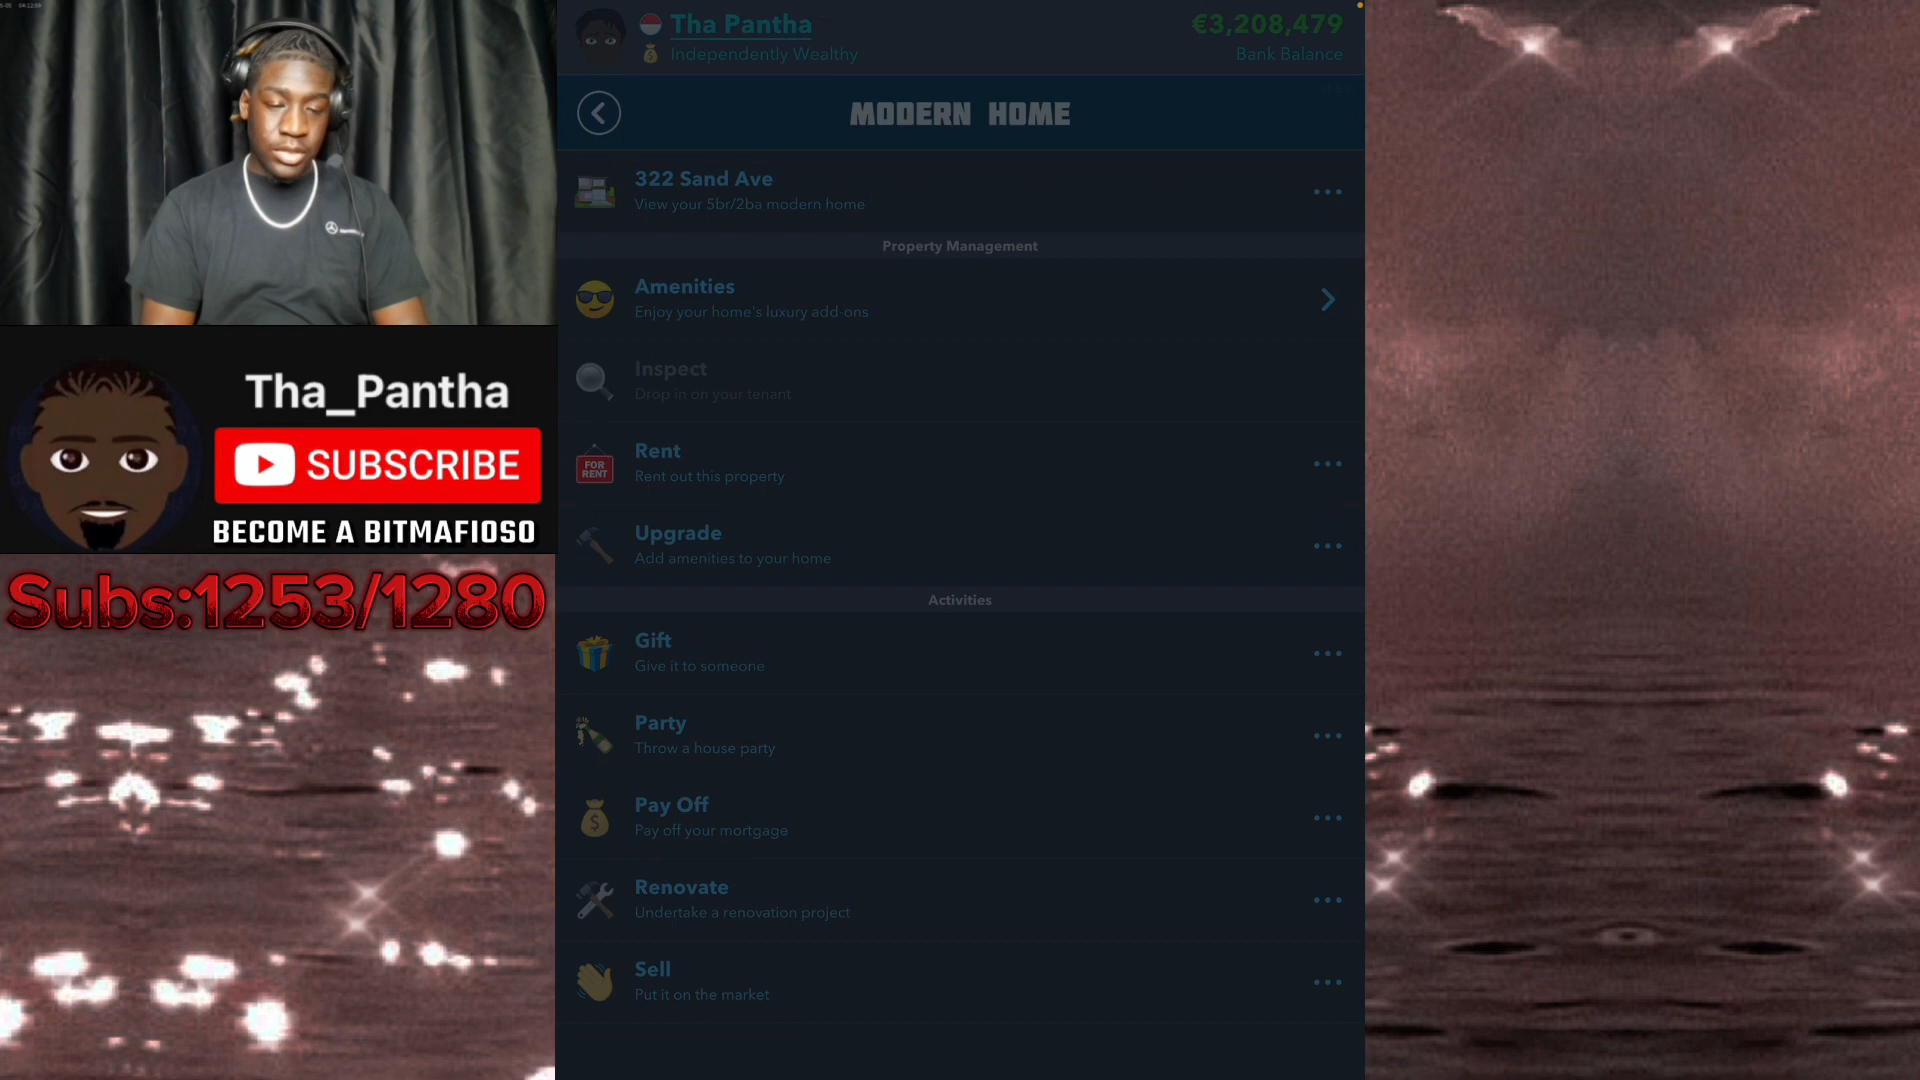 04:12:59
Tha Pantha
Independently Wealthy
€3,208,479
Bank Balance
MODERN HOME
322 Sand Ave
View your 5br/2ba modern home
Property Management
Amenities
Enjoy your home's luxury add-ons
Inspect
Drop in on your tenant
FOR RENT
Rent
Rent out this property
Upgrade
Add amenities to your home
Activities
Gift
Give it to someone
Party
Throw a house party
Pay Off
Pay off your mortgage
Renovate
Undertake a renovation project
Sell
Put it on the market
Tha_Pantha
SUBSCRIBE
BECOME A BITMAFIOSO
Subs:1253/1280